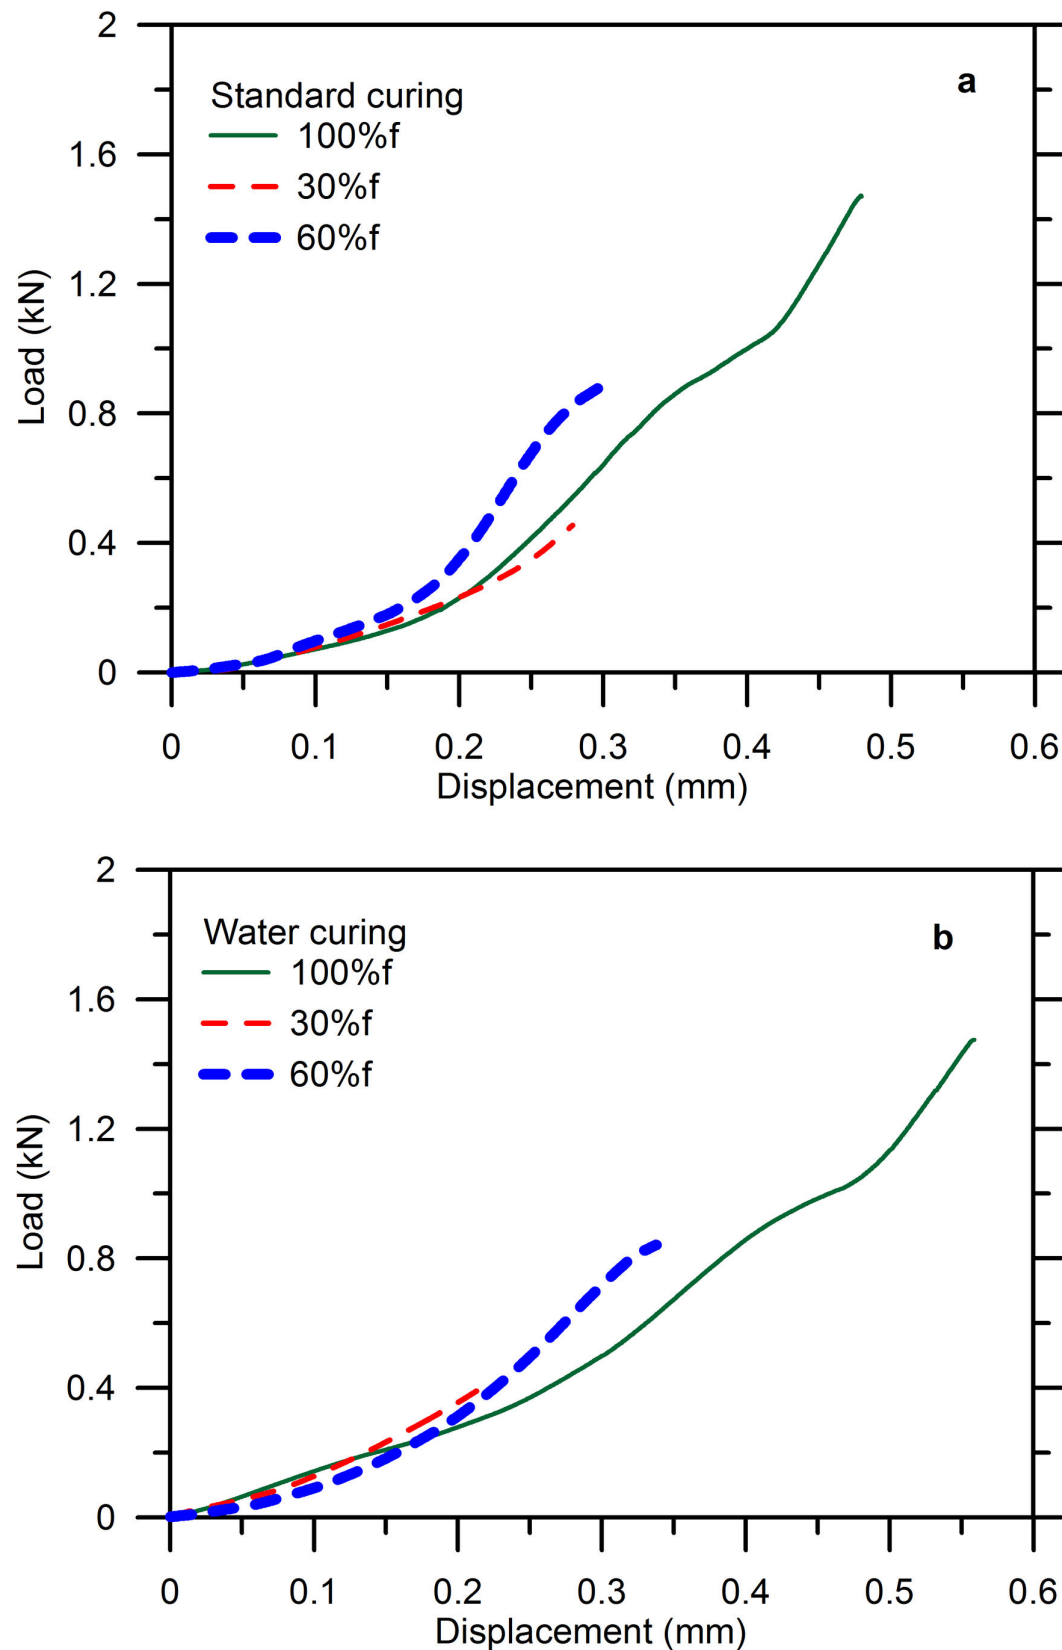 2
a
Standard curing
100%f
1.6
30%f
60%f
1.2
Load (kN)
0.8
0.4
0
0 0.1 0.2 0.3 0.4 0.5 0.6
Displacement (mm)
2
b
Water curing
100%f
1.6
30%f
60%f
1.2
Load (kN)
0.8
0.4
0
0 0.1 0.2 0.3 0.4 0.5 0.6
Displacement (mm)